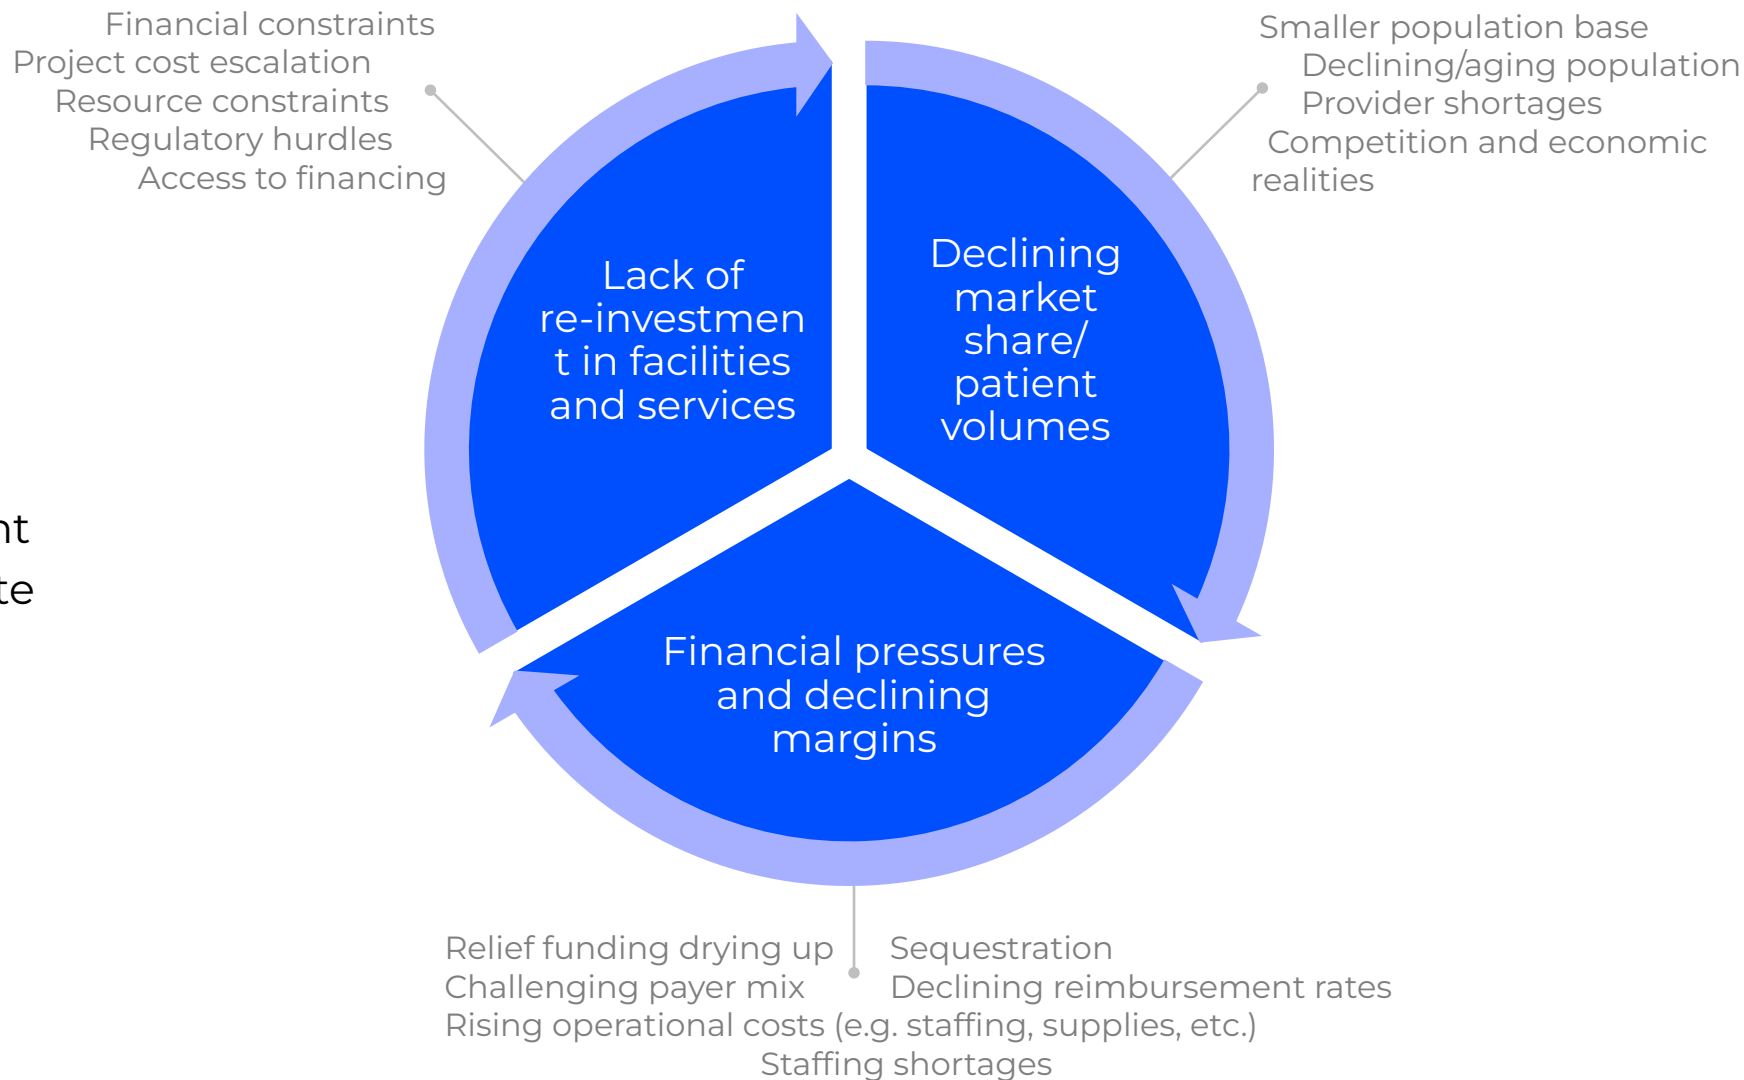 Financial constraints
Project cost escalation
Resource constraints
Regulatory hurdles
Access to financing
Smaller population base
Declining/aging population
Provider shortages
Competition and economic
realities
Lack of
re-investmen
t in facilities
and services
Declining
market
share/
patient
volumes
nt
te
Financial pressures
and declining
margins
Relief funding drying up
Challenging payer mix
Sequestration
Declining reimbursement rates
Rising operational costs (e.g. staffing, supplies, etc.)
Staffing shortages